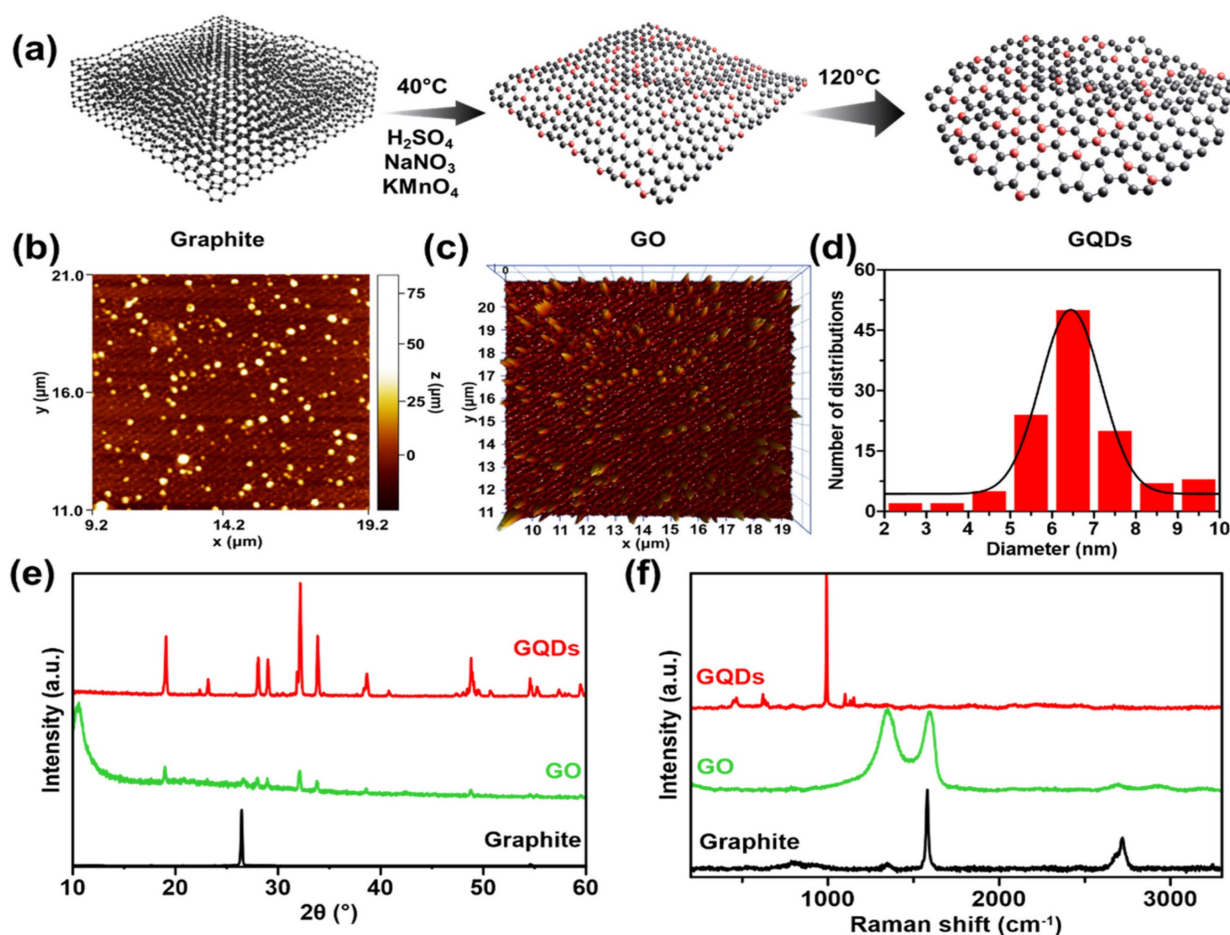 (a)
40°C
H₂SO₄
NaNO₃
KMnO₄
120°C
Graphite
GO
GQDs
(b)
21.0
16.0
11.0
y (µm)
9.2 14.2 19.2
x (µm)
75
50
25
0
z (µm)
(c)
0
20
19
18
17
16
15
14
13
12
11
y (µm)
10 11 12 13 14 15 16 17 18 19
x (µm)
(d)
60
45
30
15
0
Number of distributions
2 3 4 5 6 7 8 9 10
Diameter (nm)
(e)
Intensity (a.u.)
GQDs
GO
Graphite
10 20 30 40 50 60
2θ (°)
(f)
Intensity (a.u.)
GQDs
GO
Graphite
1000 2000 3000
Raman shift (cm⁻¹)